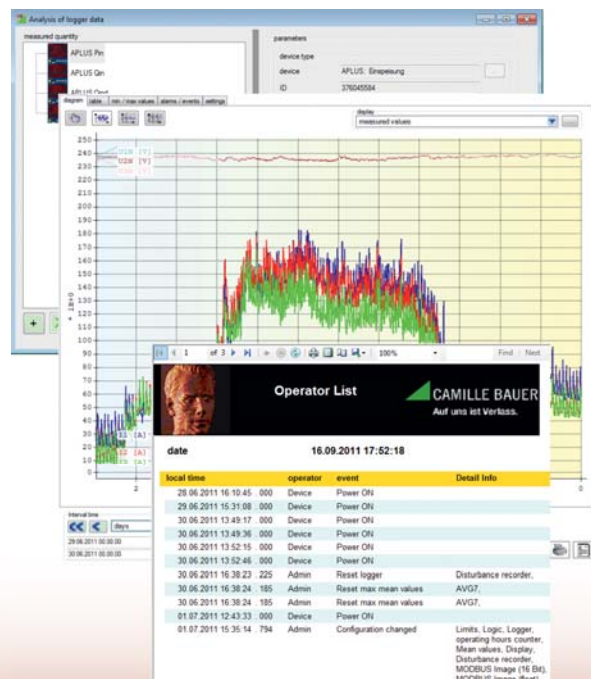 Analysis of logger data
measured quantity
APLUS Pin
APLUS Qin
parameters
device type
device APLUS: Einspeisung ...
ID 376045584
diagram table min / max values alarms / events settings
display
measured values
250
240
230
220
210
200
190
180
170
160
150
140
130
120
110
100
90
80
70
60
50
40
30
20
10
0
U1N [V]
U2N [V]
U3N [V]
I1 [A]
I2 [A]
2
0
Interval time
days
29.06.2011 00:00:00
30.06.2011 00:00:00
1 of 3 100% Find | Next
Operator List
CAMILLE BAUER
Auf uns ist Verlass.
date 16.09.2011 17:52:18
local time operator event Detail Info
28.06.2011 16:10:45 .000 Device Power ON
29.06.2011 15:31:08 .000 Device Power ON
30.06.2011 13:49:17 .000 Device Power ON
30.06.2011 13:49:36 .000 Device Power ON
30.06.2011 13:52:15 .000 Device Power ON
30.06.2011 13:52:46 .000 Device Power ON
30.06.2011 16:38:23 .225 Admin Reset logger Disturbance recorder,
30.06.2011 16:38:24 .185 Admin Reset max mean values AVG7,
30.06.2011 16:38:24 .185 Admin Reset max mean values AVG7,
01.07.2011 12:43:33 .000 Device Power ON
01.07.2011 15:35:14 .794 Admin Configuration changed Limits, Logic, Logger,
operating hours counter,
Mean values, Display,
Disturbance recorder,
MODBUS Image (16 Bit),
MODBUS Image (float)